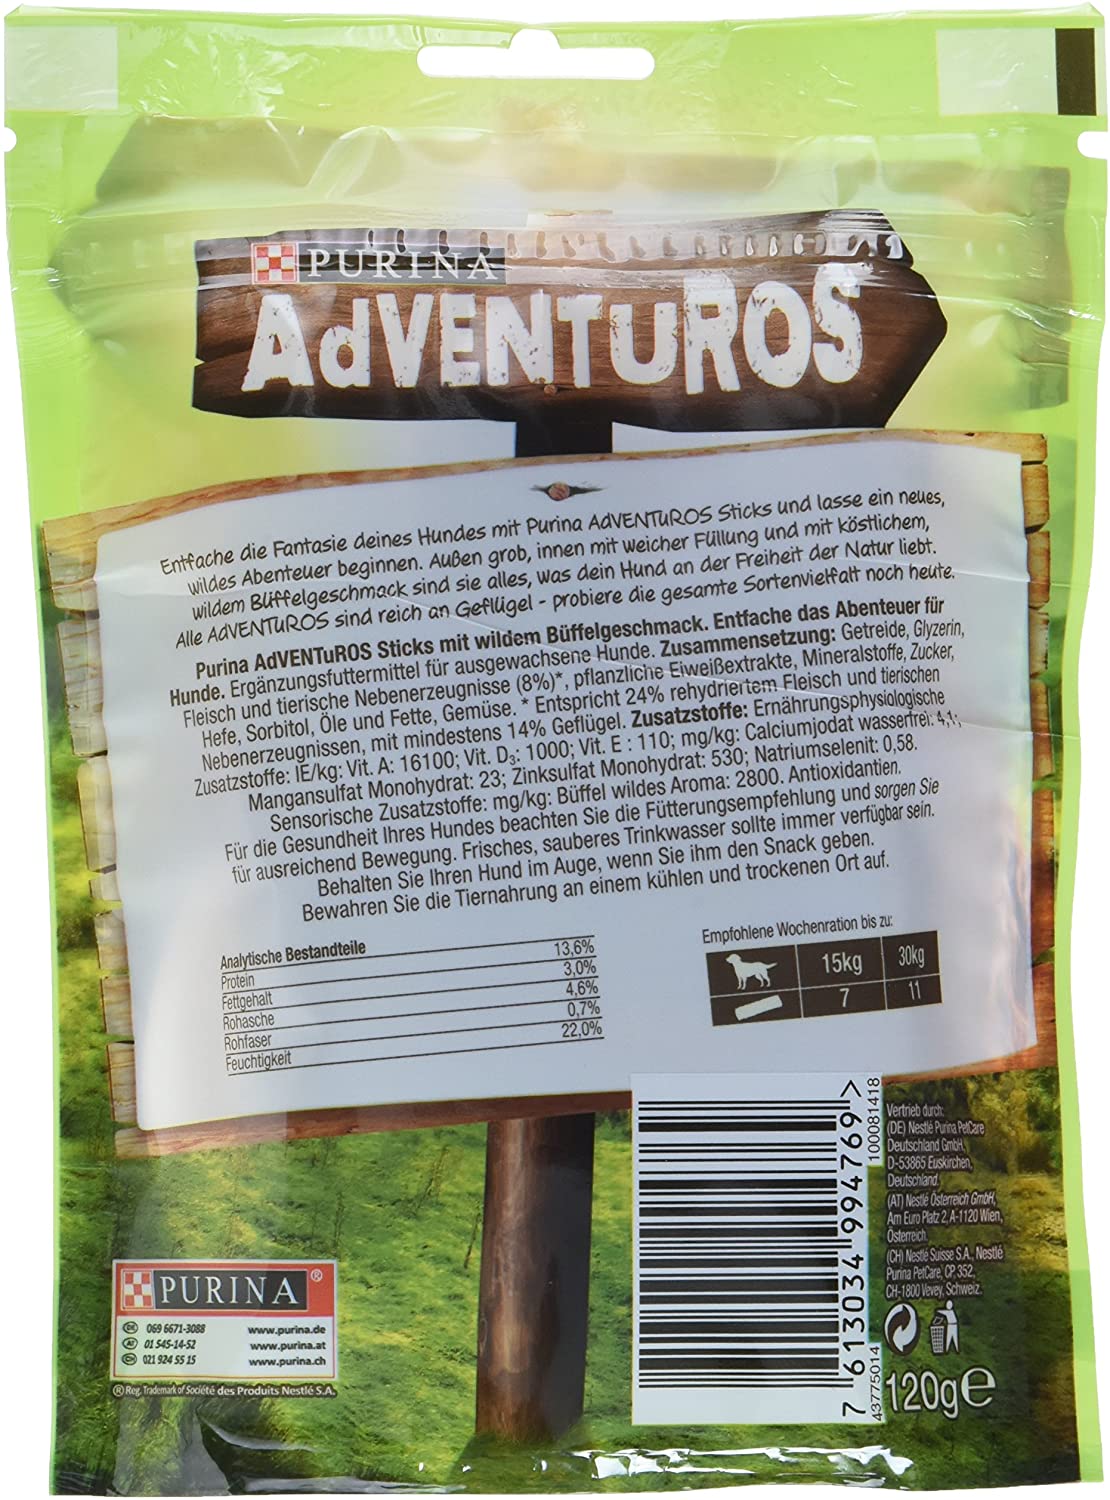 PURINA
AdVENTuROS
Entfache die Fantasie deines Hundes mit Purina AdVENTuROS Sticks und lasse ein neues,
wildes Abenteuer beginnen. Außen grob, innen mit weicher Füllung und mit köstlichem,
wildem Büffelgeschmack sind sie alles, was dein Hund an der Freiheit der Natur liebt.
Alle AdVENTuROS sind reich an Geflügel - probiere die gesamte Sortenvielfalt noch heute.
Purina AdVENTuROS Sticks mit wildem Büffelgeschmack. Entfache das Abenteuer für
Hunde. Ergänzungsfuttermittel für ausgewachsene Hunde. Zusammensetzung: Getreide, Glyzerin,
Fleisch und tierische Nebenerzeugnisse (8%)*, pflanzliche Eiweißextrakte, Mineralstoffe, Zucker,
Hefe, Sorbitol, Öle und Fette, Gemüse. * Entspricht 24% rehydriertem Fleisch und tierischen
Nebenerzeugnissen, mit mindestens 14% Geflügel. Zusatzstoffe: Ernährungsphysiologische
Zusatzstoffe: IE/kg: Vit. A: 16100; Vit. D3: 1000; Vit. E : 110; mg/kg: Calciumjodat wasserfrei: 4,1;
Mangansulfat Monohydrat: 23; Zinksulfat Monohydrat: 530; Natriumselenit: 0,58.
Sensorische Zusatzstoffe: mg/kg: Büffel wildes Aroma: 2800. Antioxidantien.
Für die Gesundheit Ihres Hundes beachten Sie die Fütterungsempfehlung und sorgen Sie
für ausreichend Bewegung. Frisches, sauberes Trinkwasser sollte immer verfügbar sein.
Behalten Sie Ihren Hund im Auge, wenn Sie ihm den Snack geben.
Bewahren Sie die Tiernahrung an einem kühlen und trockenen Ort auf.
Analytische Bestandteile
Protein 13,6%
Fettgehalt 3,0%
Rohasche 4,6%
Rohfaser 0,7%
Feuchtigkeit 22,0%
Empfohlene Wochenration bis zu:
15kg 30kg
7 11
7 613034 994769 >
100081418
43775014
Vertrieb durch:
(DE) Nestlé Purina PetCare
Deutschland GmbH,
D-53865 Euskirchen,
Deutschland.
(AT) Nestlé Österreich GmbH,
Am Euro Platz 2, A-1120 Wien,
Österreich.
(CH) Nestlé Suisse S.A., Nestlé
Purina PetCare, CP. 352,
CH-1800 Vevey, Schweiz.
120g℮
PURINA ®
DE 069 6671-3088 www.purina.de
AT 01 545-14-52 www.purina.at
CH 021 924 55 15 www.purina.ch
® Reg. Trademark of Société des Produits Nestlé S.A.